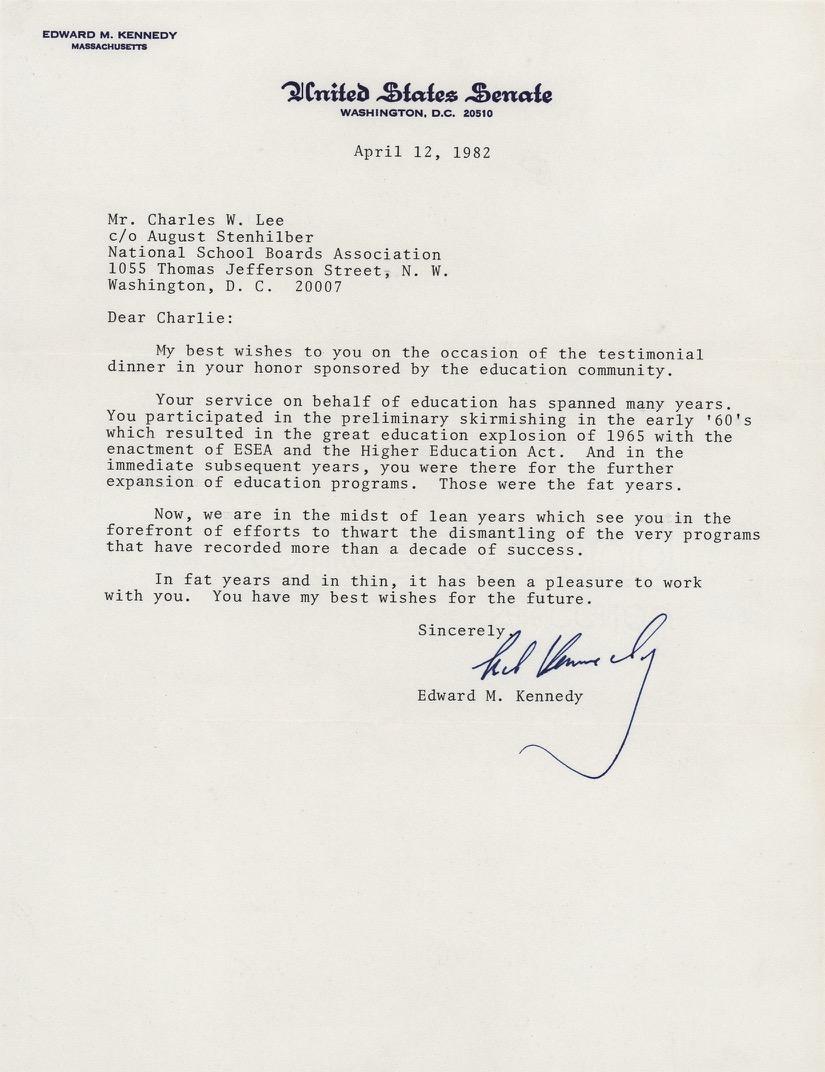 EDWARD M. KENNEDY
MASSACHUSETTS
United States Senate
WASHINGTON, D.C. 20510
April 12, 1982
Mr. Charles W. Lee
c/o August Stenhilber
National School Boards Association
1055 Thomas Jefferson Street, N. W.
Washington, D. C. 20007
Dear Charlie:
My best wishes to you on the occasion of the testimonial
dinner in your honor sponsored by the education community.
Your service on behalf of education has spanned many years.
You participated in the preliminary skirmishing in the early '60's
which resulted in the great education explosion of 1965 with the
enactment of ESEA and the Higher Education Act. And in the
immediate subsequent years, you were there for the further
expansion of education programs. Those were the fat years.
Now, we are in the midst of lean years which see you in the
forefront of efforts to thwart the dismantling of the very programs
that have recorded more than a decade of success.
In fat years and in thin, it has been a pleasure to work
with you. You have my best wishes for the future.
Sincerely,
Ted Kennedy
Edward M. Kennedy